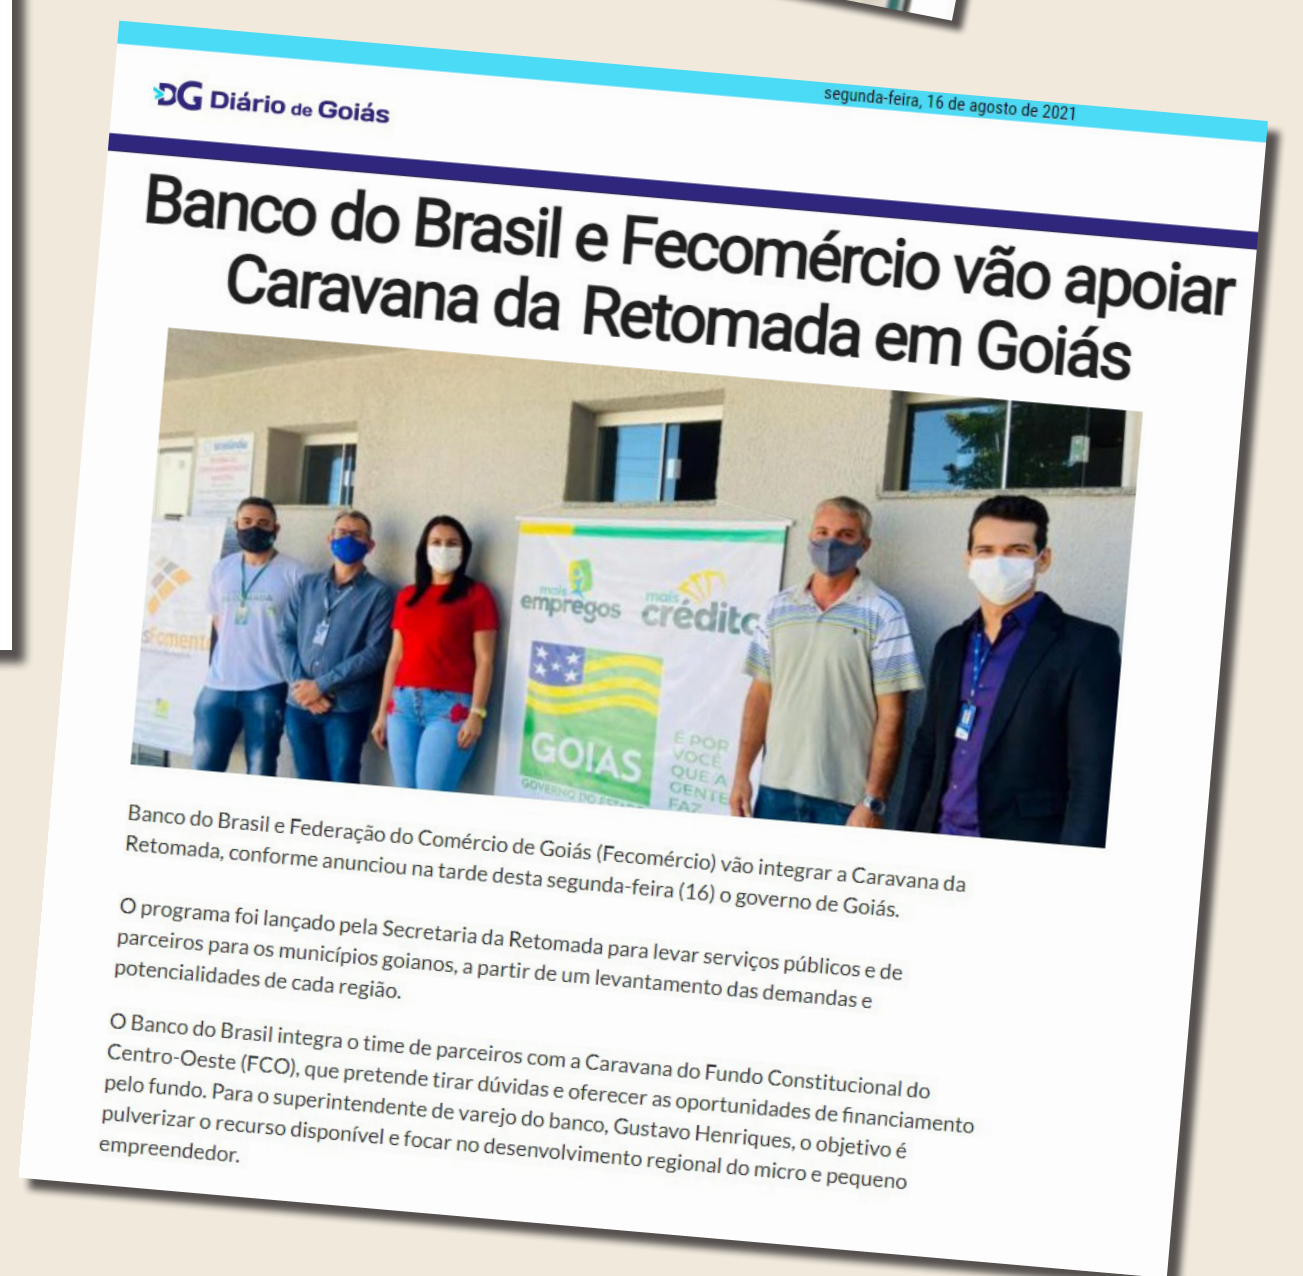 segunda-feira, 16 de agosto de 2021
DG Diário de Goiás
Banco do Brasil e Fecomércio vão apoiar
Caravana da Retomada em Goiás
mais
empregos
mais
crédito
GOIAS
GOVERNO DO ESTADO
É POR
VOCÊ
QUE A
GENTE
FAZ
sFomento
Banco do Brasil e Federação do Comércio de Goiás (Fecomércio) vão integrar a Caravana da
Retomada, conforme anunciou na tarde desta segunda-feira (16) o governo de Goiás.
O programa foi lançado pela Secretaria da Retomada para levar serviços públicos e de
parceiros para os municípios goianos, a partir de um levantamento das demandas e
potencialidades de cada região.
O Banco do Brasil integra o time de parceiros com a Caravana do Fundo Constitucional do
Centro-Oeste (FCO), que pretende tirar dúvidas e oferecer as oportunidades de financiamento
pelo fundo. Para o superintendente de varejo do banco, Gustavo Henriques, o objetivo é
pulverizar o recurso disponível e focar no desenvolvimento regional do micro e pequeno
empreendedor.